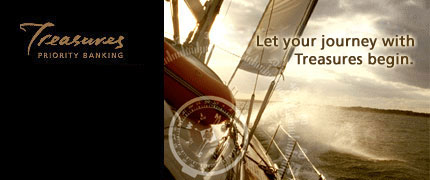 Treasures
PRIORITY BANKING
Let your journey with
Treasures begin.